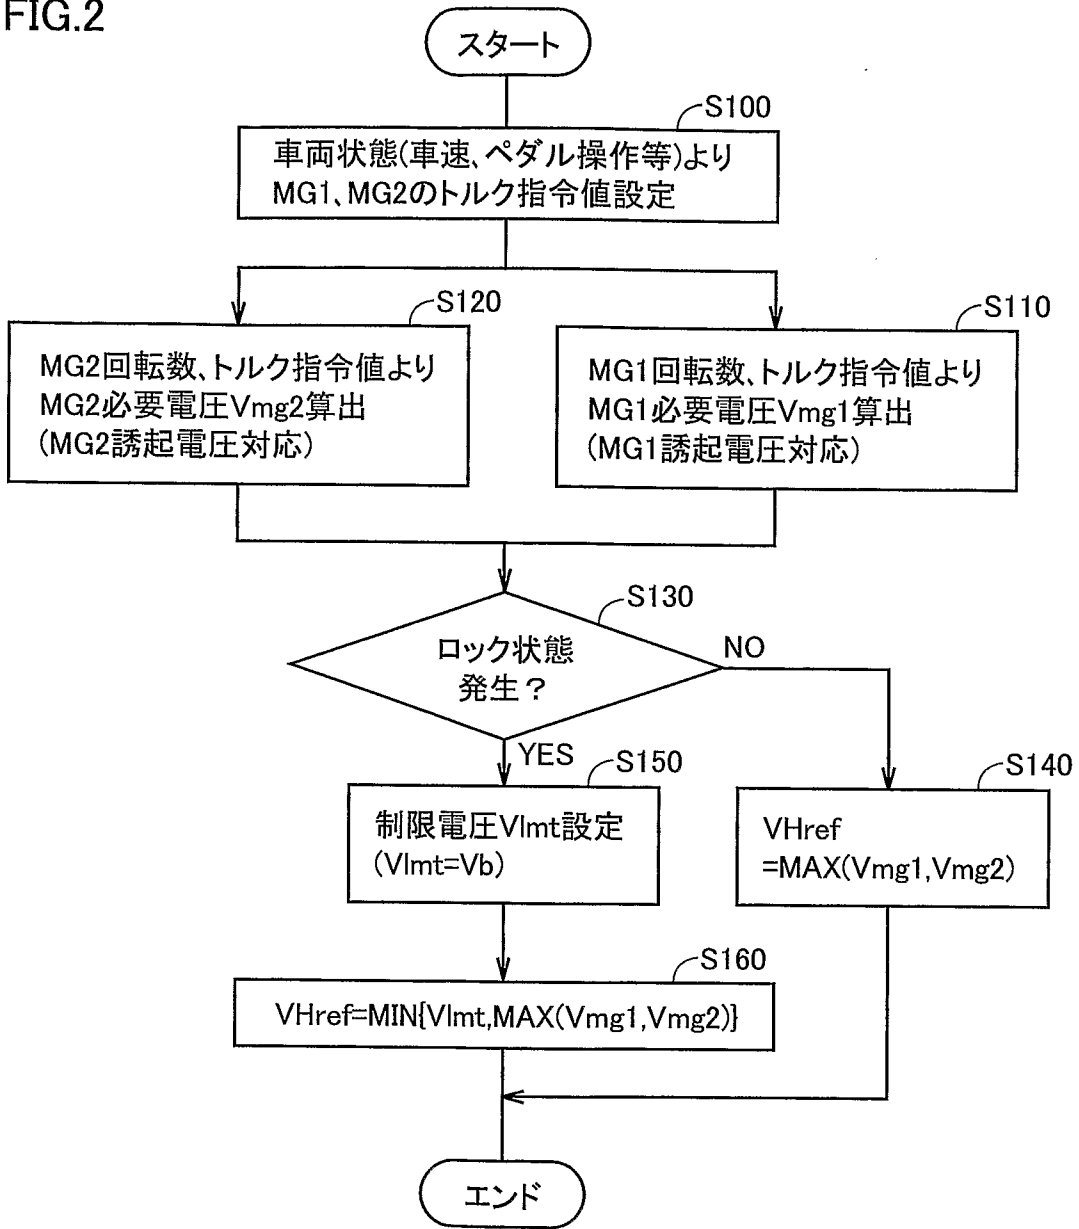 FIG.2
スタート
S100
車両状態(車速、ペダル操作等)より
MG1、MG2のトルク指令値設定
S120
MG2回転数、トルク指令値より
MG2必要電圧Vmg2算出
(MG2誘起電圧対応)
S110
MG1回転数、トルク指令値より
MG1必要電圧Vmg1算出
(MG1誘起電圧対応)
S130
ロック状態
発生?
NO
YES
S150
制限電圧Vlmt設定
(Vlmt=Vb)
S140
VHref
=MAX(Vmg1,Vmg2)
S160
VHref=MIN{Vlmt,MAX(Vmg1,Vmg2)}
エンド